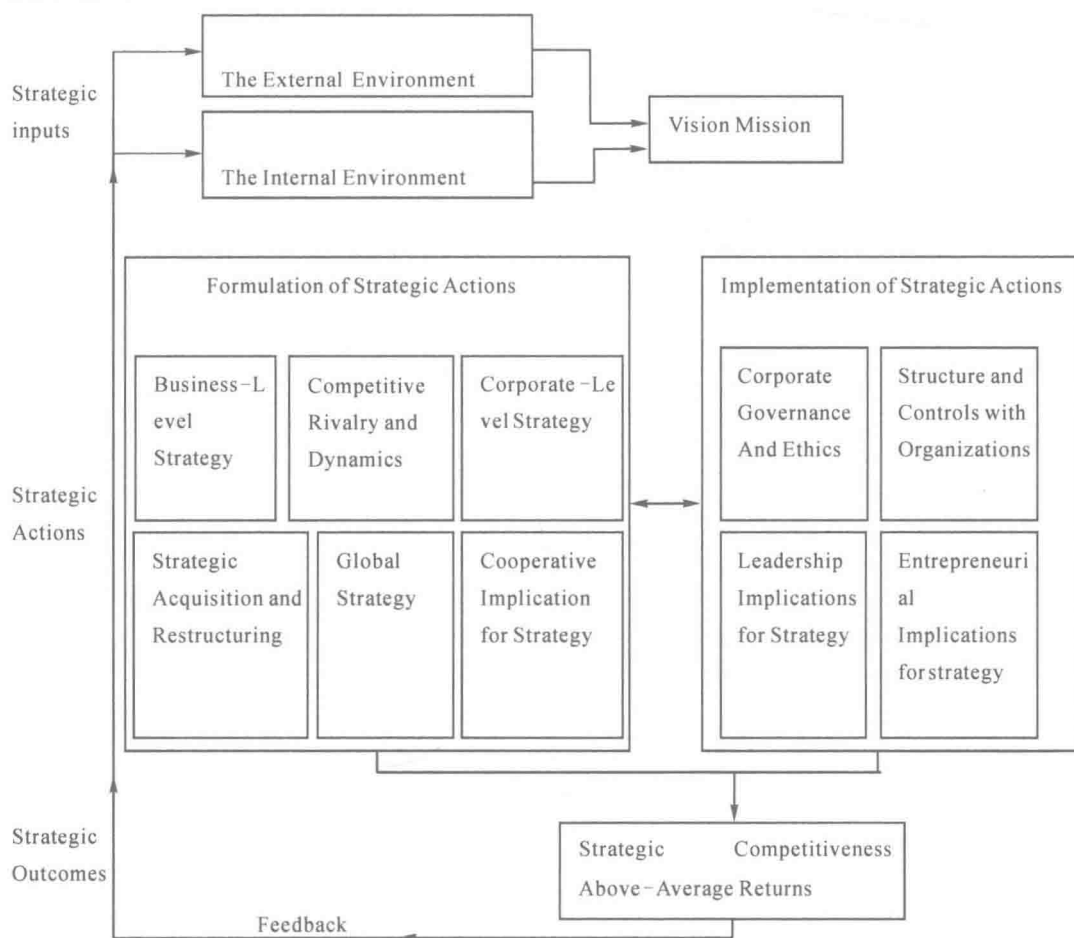 The External Environment
Strategic
inputs
Vision Mission
The Internal Environment
Formulation of Strategic Actions
Implementation of Strategic Actions
Business-L
evel
Strategy
Competitive
Rivalry and
Dynamics
Corporate-Le
vel Strategy
Corporate
Governance
And Ethics
Structure and
Controls with
Organizations
Strategic
Actions
Strategic
Acquisition and
Restructuring
Global
Strategy
Cooperative
Implication
for Strategy
Leadership
Implications
for Strategy
Entrepreneuri
al
Implications
for strategy
Strategic
Outcomes
Strategic Competitiveness
Above-Average Returns
Feedback